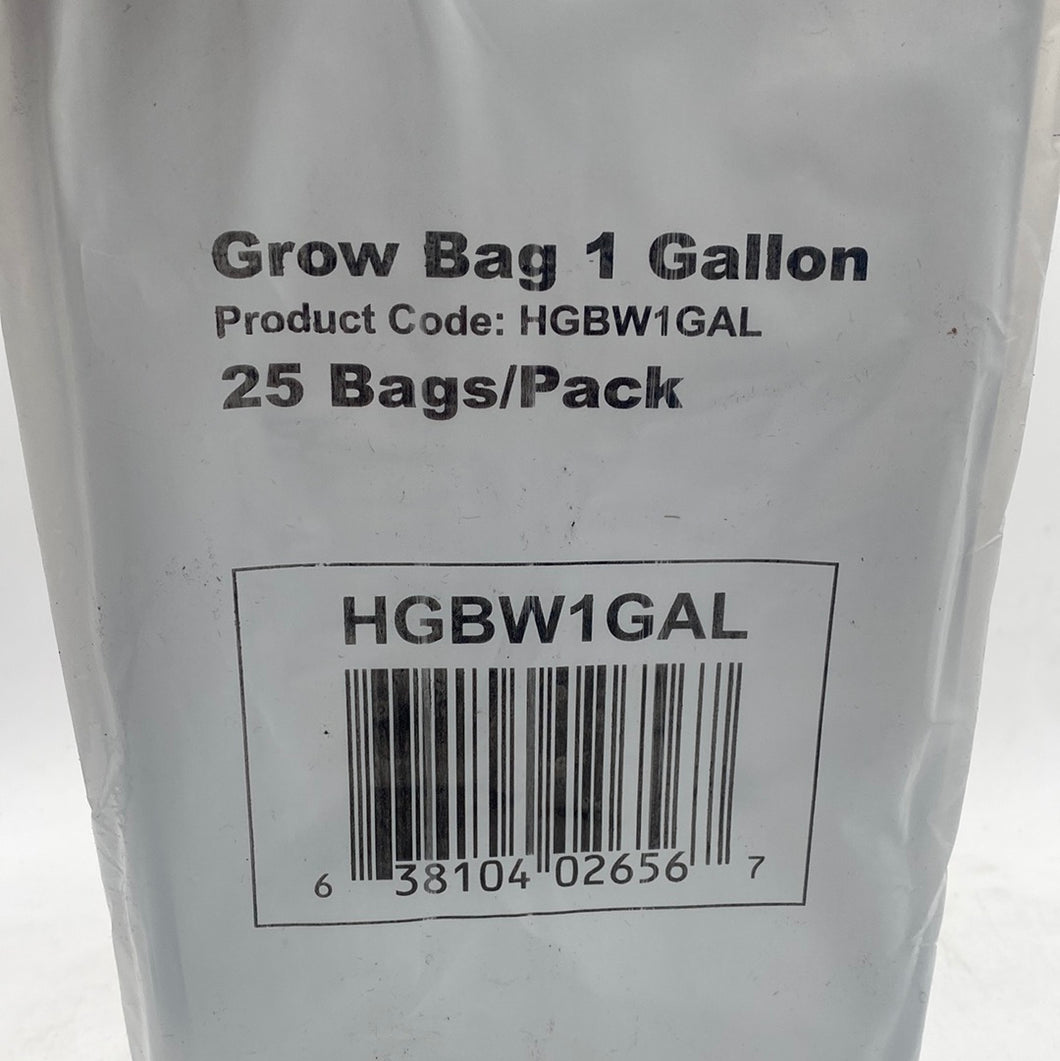 Grow Bag 1 Gallon
Product Code: HGBW1GAL
25 Bags/Pack
HGBW1GAL
6 38104 02656 7